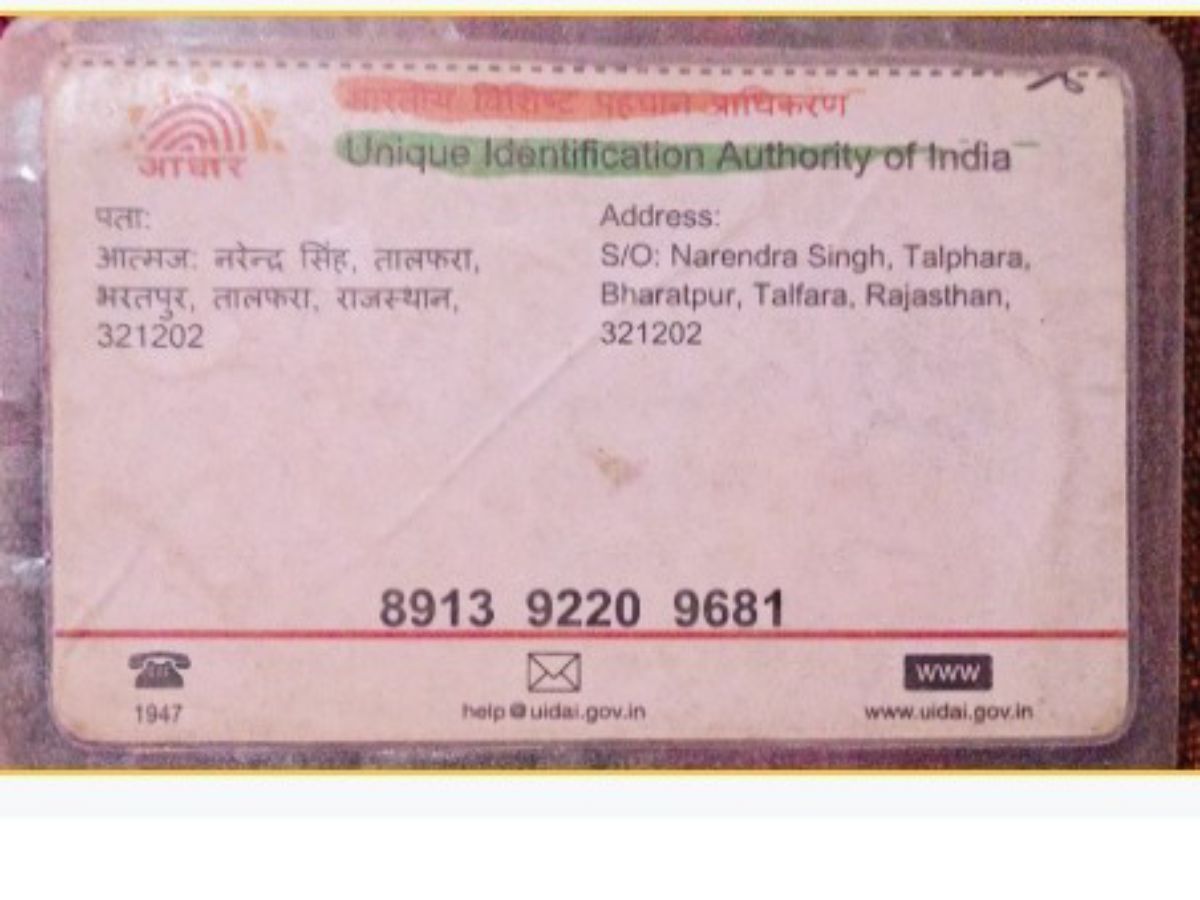 भारतीय विशिष्ट पहचान प्राधिकरण
आधार
Unique Identification Authority of India
पता:
आत्मज: नरेन्द्र सिंह, तालफरा,
भरतपुर, तालफरा, राजस्थान,
321202
Address:
S/O: Narendra Singh, Talphara,
Bharatpur, Talfara, Rajasthan,
321202
8913 9220 9681
1947
help@uidai.gov.in
www
www.uidai.gov.in